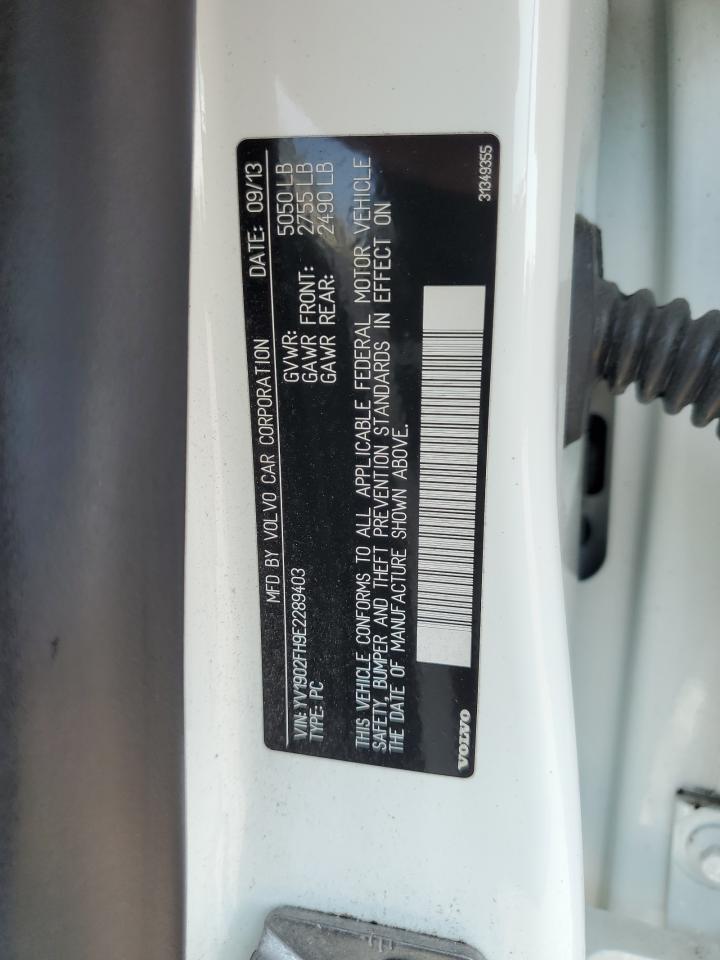 MFD BY VOLVO CAR CORPORATION DATE: 09/13
VIN: YV1902FH9E2289403 GVWR: 5050 LB
TYPE: PC GAWR FRONT: 2755 LB
GAWR REAR: 2490 LB
THIS VEHICLE CONFORMS TO ALL APPLICABLE FEDERAL MOTOR VEHICLE
SAFETY, BUMPER AND THEFT PREVENTION STANDARDS IN EFFECT ON
THE DATE OF MANUFACTURE SHOWN ABOVE.
VOLVO 31349355